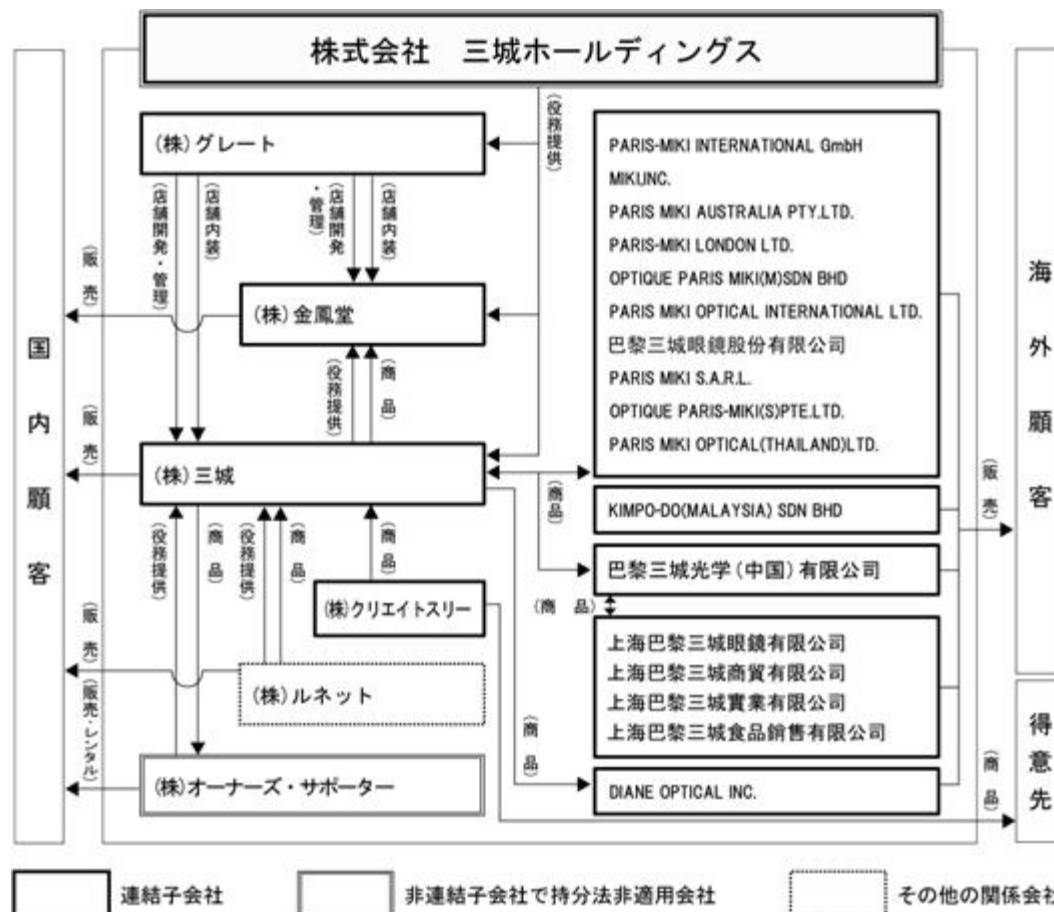 株式会社　三城ホールディングス
(株)グレート
(役務提供)
(店舗開発・管理)
(店舗内装)
(店舗開発・管理)
(店舗内装)
(販売)
(株)金鳳堂
(役務提供)
(商品)
(販売)
(株)三城
(役務提供)
(商品)
(役務提供)
(商品)
(商品)
(株)クリエイトスリー
(販売)
(株)ルネット
(販売・レンタル)
(株)オーナーズ・サポーター
国内顧客
PARIS-MIKI INTERNATIONAL GmbH
MIKI,INC.
PARIS MIKI AUSTRALIA PTY.LTD.
PARIS-MIKI LONDON LTD.
OPTIQUE PARIS MIKI(M)SDN BHD
PARIS MIKI OPTICAL INTERNATIONAL LTD.
巴黎三城眼鏡股份有限公司
PARIS MIKI S.A.R.L.
OPTIQUE PARIS-MIKI(S)PTE.LTD.
PARIS MIKI OPTICAL(THAILAND)LTD.
(商品)
KIMPO-DO(MALAYSIA) SDN BHD
巴黎三城光学(中国)有限公司
(商　品)
上海巴黎三城眼鏡有限公司
上海巴黎三城商貿有限公司
上海巴黎三城實業有限公司
上海巴黎三城食品銷售有限公司
(商品)
DIANE OPTICAL INC.
(販売)
(商品)
海外顧客
得意先
連結子会社
非連結子会社で持分法非適用会社
その他の関係会社